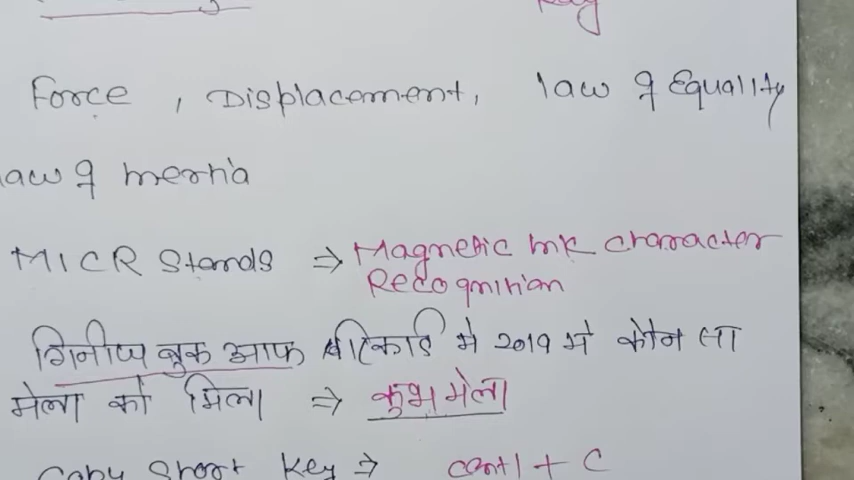 Force , Displacement, law of Equality
law of inertia
MICR Stands ⇒ Magnetic Ink Character
Recognition
गिनीज बुक आफ रिकार्ड मे 2019 मे कौन सा
मेला को मिला ⇒ कुंभ मेला
Copy Short Key ⇒ Contl + C